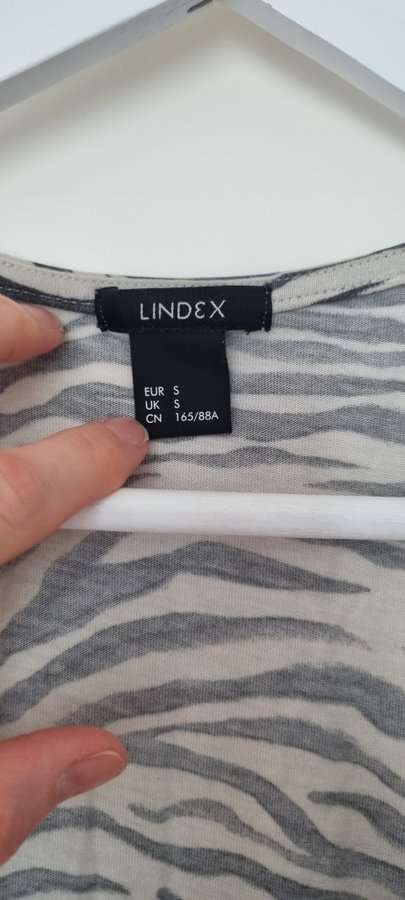 LINDEX
EUR S
UK S
CN 165/88A